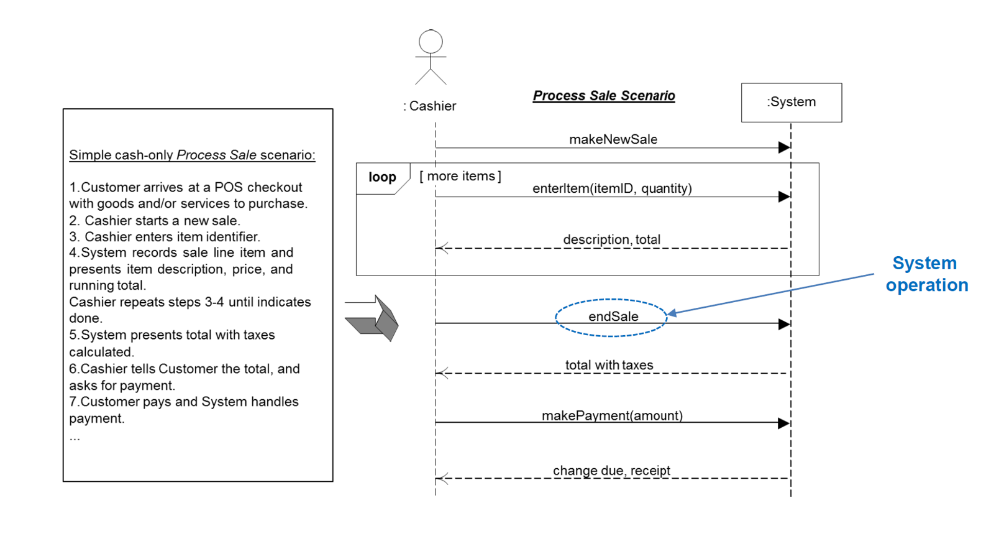 Simple cash-only Process Sale scenario:
1.Customer arrives at a POS checkout
with goods and/or services to purchase.
2. Cashier starts a new sale.
3. Cashier enters item identifier.
4.System records sale line item and
presents item description, price, and
running total.
Cashier repeats steps 3-4 until indicates
done.
5.System presents total with taxes
calculated.
6.Cashier tells Customer the total, and
asks for payment.
7.Customer pays and System handles
payment.
...
: Cashier
Process Sale Scenario
:System
makeNewSale
loop
[ more items ]
enterItem(itemID, quantity)
description, total
endSale
total with taxes
makePayment(amount)
change due, receipt
System
operation